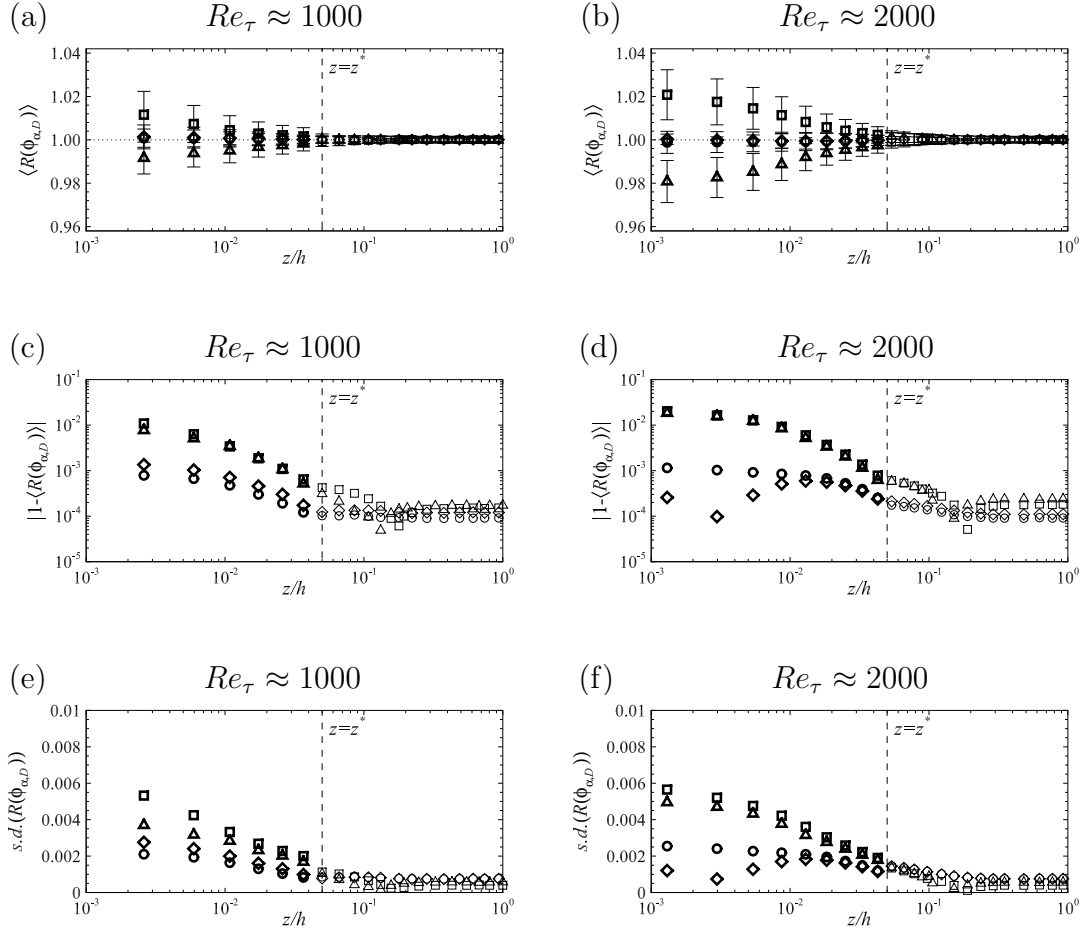 (a) Re_τ ≈ 1000
⟨R(ϕ_{α,D})⟩
1.04
1.02
1.00
0.98
0.96
z=z*
10^{-3} 10^{-2} 10^{-1} 10^{0}
z/h
(b) Re_τ ≈ 2000
⟨R(ϕ_{α,D})⟩
1.04
1.02
1.00
0.98
0.96
z=z*
10^{-3} 10^{-2} 10^{-1} 10^{0}
z/h
(c) Re_τ ≈ 1000
|1-⟨R(ϕ_{α,D})⟩|
10^{-1}
10^{-2}
10^{-3}
10^{-4}
10^{-5}
z=z*
10^{-3} 10^{-2} 10^{-1} 10^{0}
z/h
(d) Re_τ ≈ 2000
|1-⟨R(ϕ_{α,D})⟩|
10^{-1}
10^{-2}
10^{-3}
10^{-4}
10^{-5}
z=z*
10^{-3} 10^{-2} 10^{-1} 10^{0}
z/h
(e) Re_τ ≈ 1000
s.d.(R(ϕ_{α,D}))
0.01
0.008
0.006
0.004
0.002
0
z=z*
10^{-3} 10^{-2} 10^{-1} 10^{0}
z/h
(f) Re_τ ≈ 2000
s.d.(R(ϕ_{α,D}))
0.01
0.008
0.006
0.004
0.002
0
z=z*
10^{-3} 10^{-2} 10^{-1} 10^{0}
z/h